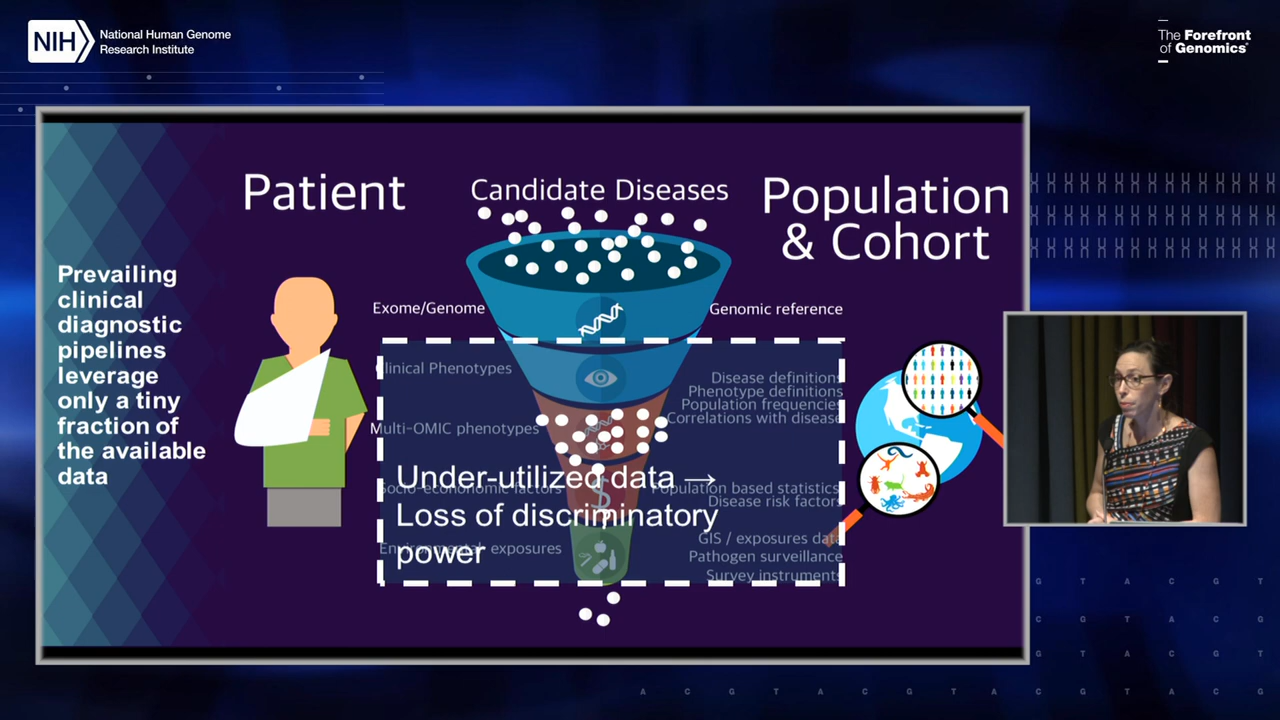 NIH
National Human Genome
Research Institute
The Forefront
of Genomics®
Patient
Candidate Diseases
Population
& Cohort
Prevailing
clinical
diagnostic
pipelines
leverage
only a tiny
fraction of
the available
data
Exome/Genome
Genomic reference
Clinical Phenotypes
Disease definitions
Phenotype definitions
Population frequencies
Correlations with disease
Multi-OMIC phenotypes
Under-utilized data →
Loss of discriminatory
power
Socio-econonomic factors
Population based statistics
Disease risk factors
Environmental exposures
GIS / exposures data
Pathogen surveillance
Survey instruments
$
G T A C G T
C G T A C G
G T A C G T
A C G T A C G T A C G T A C G